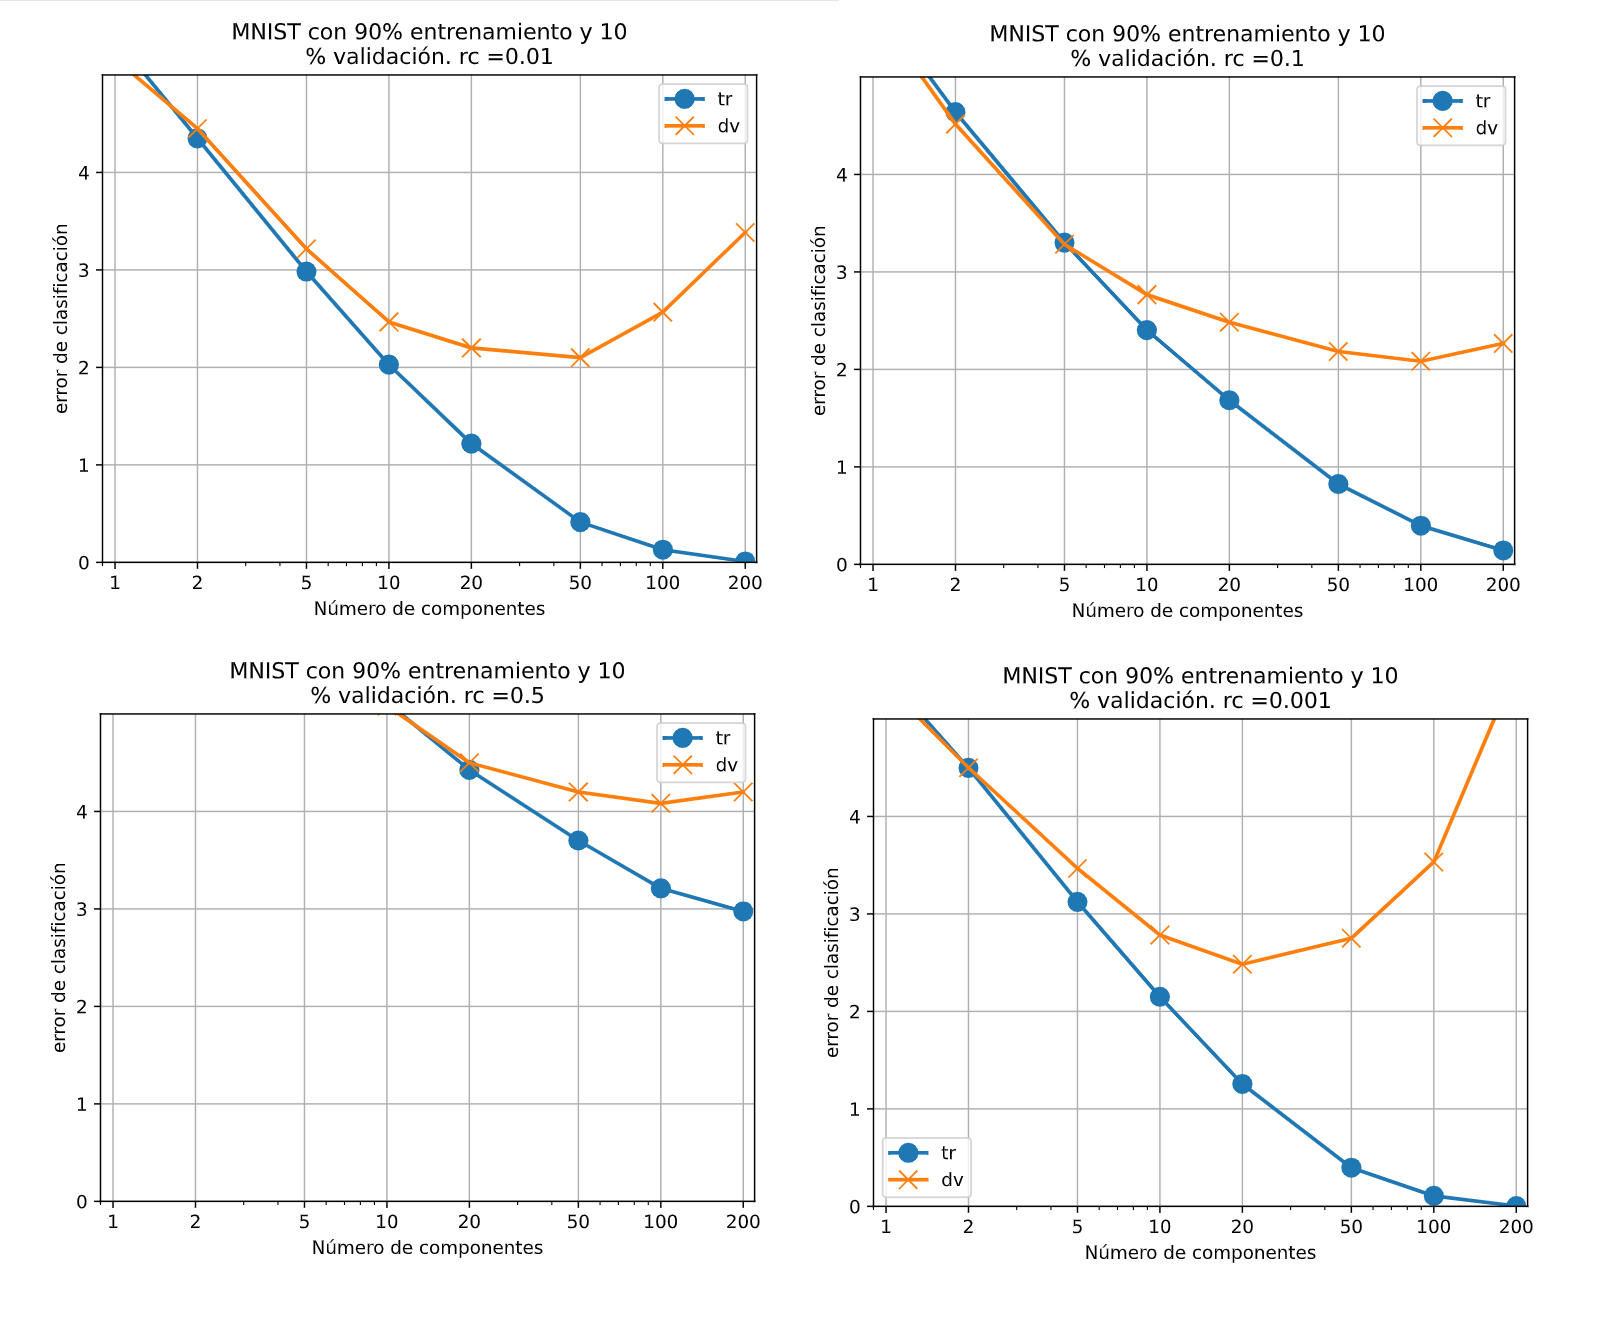 MNIST con 90% entrenamiento y 10
% validación. rc =0.01
tr
dv
error de clasificación
4
3
2
1
0
1 2 5 10 20 50 100 200
Número de componentes
MNIST con 90% entrenamiento y 10
% validación. rc =0.1
tr
dv
error de clasificación
4
3
2
1
0
1 2 5 10 20 50 100 200
Número de componentes
MNIST con 90% entrenamiento y 10
% validación. rc =0.5
tr
dv
error de clasificación
4
3
2
1
0
1 2 5 10 20 50 100 200
Número de componentes
MNIST con 90% entrenamiento y 10
% validación. rc =0.001
error de clasificación
4
3
2
1
0
tr
dv
1 2 5 10 20 50 100 200
Número de componentes